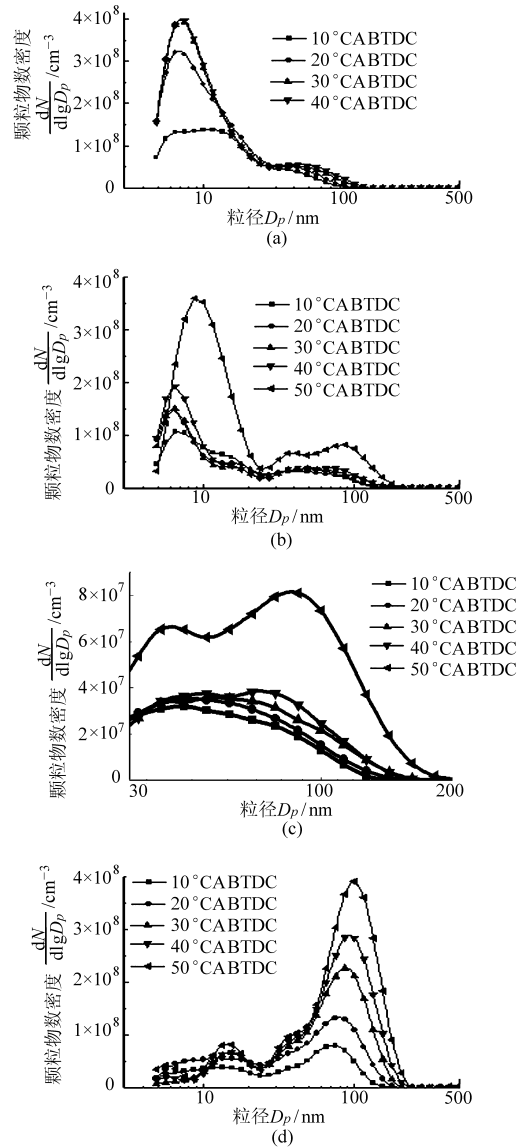 4×10⁸
3×10⁸
2×10⁸
1×10⁸
0
颗粒物数密度
dN/dlgDp /cm⁻³
10°CABTDC
20°CABTDC
30°CABTDC
40°CABTDC
10
100
500
粒径Dp/nm
(a)
4×10⁸
3×10⁸
2×10⁸
1×10⁸
0
颗粒物数密度 dN/dlgDp /cm⁻³
10°CABTDC
20°CABTDC
30°CABTDC
40°CABTDC
50°CABTDC
10
100
500
粒径Dp/nm
(b)
8×10⁷
6×10⁷
4×10⁷
2×10⁷
0
颗粒物数密度 dN/dlgDp /cm⁻³
10°CABTDC
20°CABTDC
30°CABTDC
40°CABTDC
50°CABTDC
30
100
200
粒径Dp/nm
(c)
4×10⁸
3×10⁸
2×10⁸
1×10⁸
0
颗粒物数密度 dN/dlgDp /cm⁻³
10°CABTDC
20°CABTDC
30°CABTDC
40°CABTDC
50°CABTDC
10
100
500
粒径Dp/nm
(d)